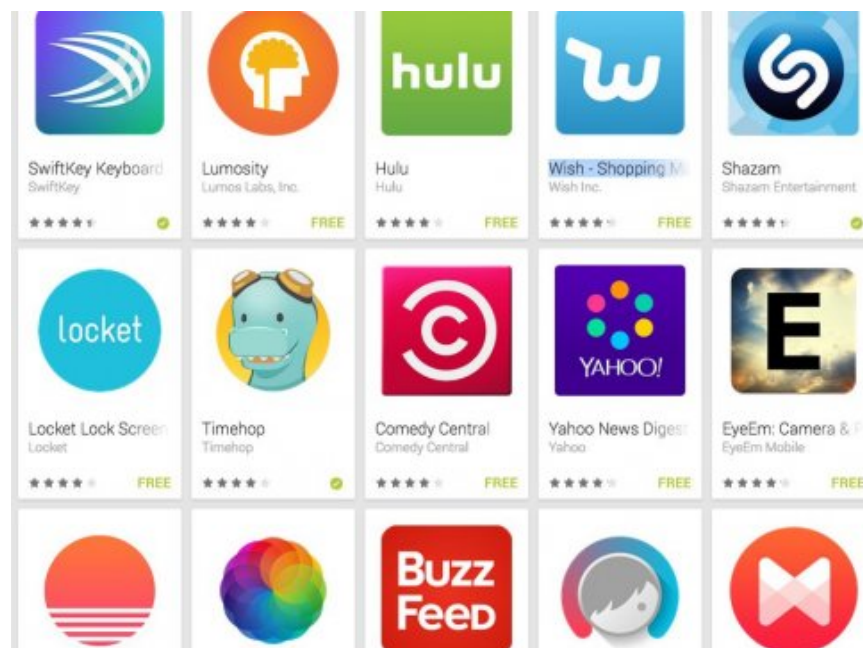 hulu
w
SwiftKey Keyboard
SwiftKey
Lumosity
Lumos Labs, Inc.
FREE
Hulu
Hulu
FREE
Wish - Shopping M
Wish Inc.
FREE
Shazam
Shazam Entertainment
locket
YAHOO!
E
Locket Lock Screen
Locket
FREE
Timehop
Timehop
Comedy Central
Comedy Central
FREE
Yahoo News Digest
Yahoo
FREE
EyeEm: Camera &
EyeEm Mobile
FREE
Buzz
FEED